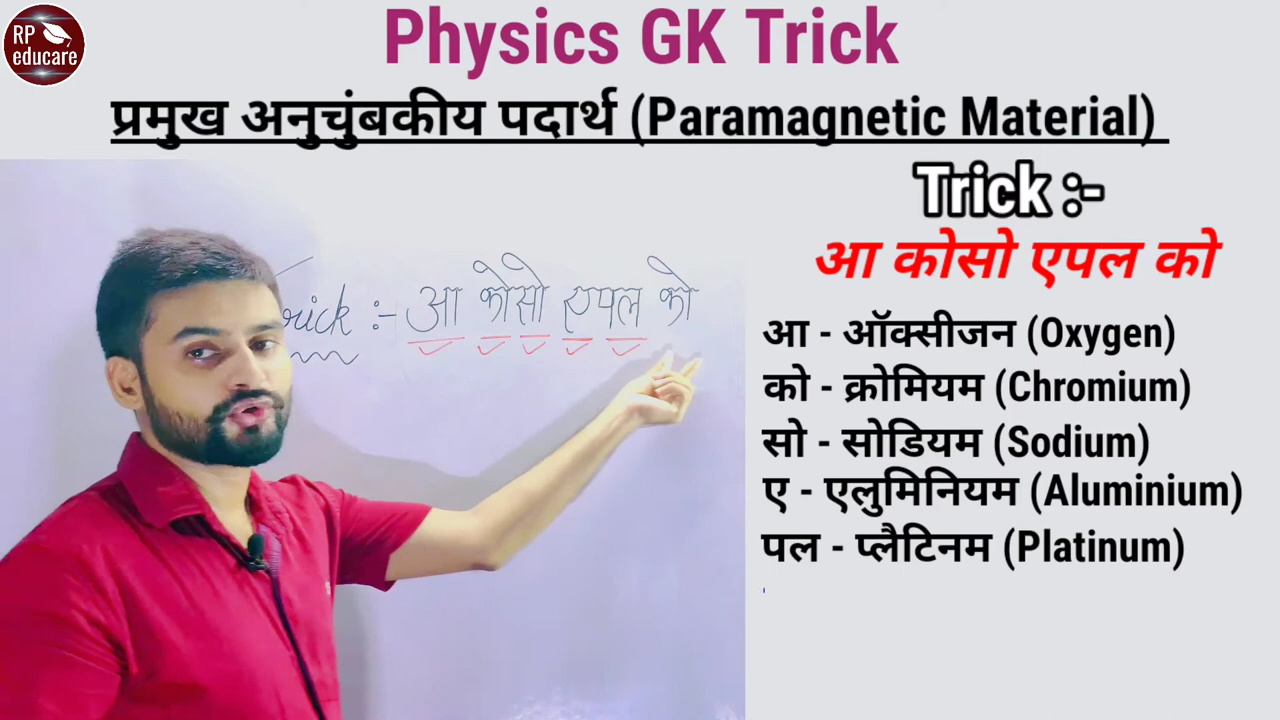 RP
educare
Physics GK Trick
प्रमुख अनुचुंबकीय पदार्थ (Paramagnetic Material)
Trick :-
आ कोसो एपल को
rick :- आ कोसो एपल को
आ - ऑक्सीजन (Oxygen)
को - क्रोमियम (Chromium)
सो - सोडियम (Sodium)
ए - एलुमिनियम (Aluminium)
पल - प्लैटिनम (Platinum)